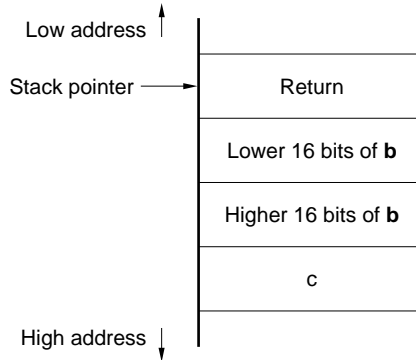 Low address
Stack pointer
Return
Lower 16 bits of b
Higher 16 bits of b
c
High address